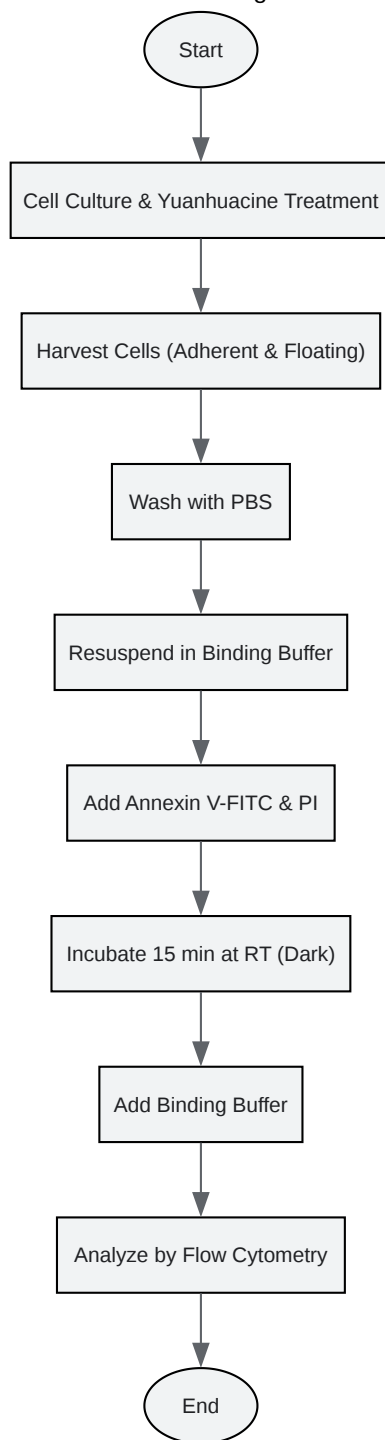 Start
Cell Culture & Yuanhuacine Treatment
Harvest Cells (Adherent & Floating)
Wash with PBS
Resuspend in Binding Buffer
Add Annexin V-FITC & PI
Incubate 15 min at RT (Dark)
Add Binding Buffer
Analyze by Flow Cytometry
End